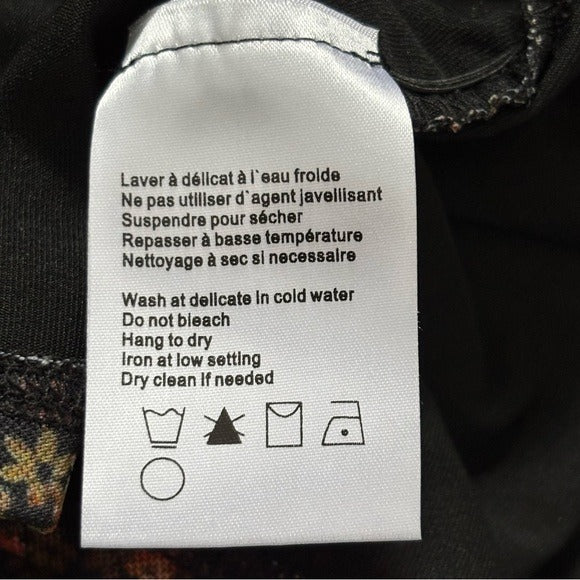 Laver à délicat à l`eau froide
Ne pas utiliser d`agent javellisant
Suspendre pour sécher
Repasser à basse température
Nettoyage à sec si necessaire
Wash at delicate in cold water
Do not bleach
Hang to dry
Iron at low setting
Dry clean if needed